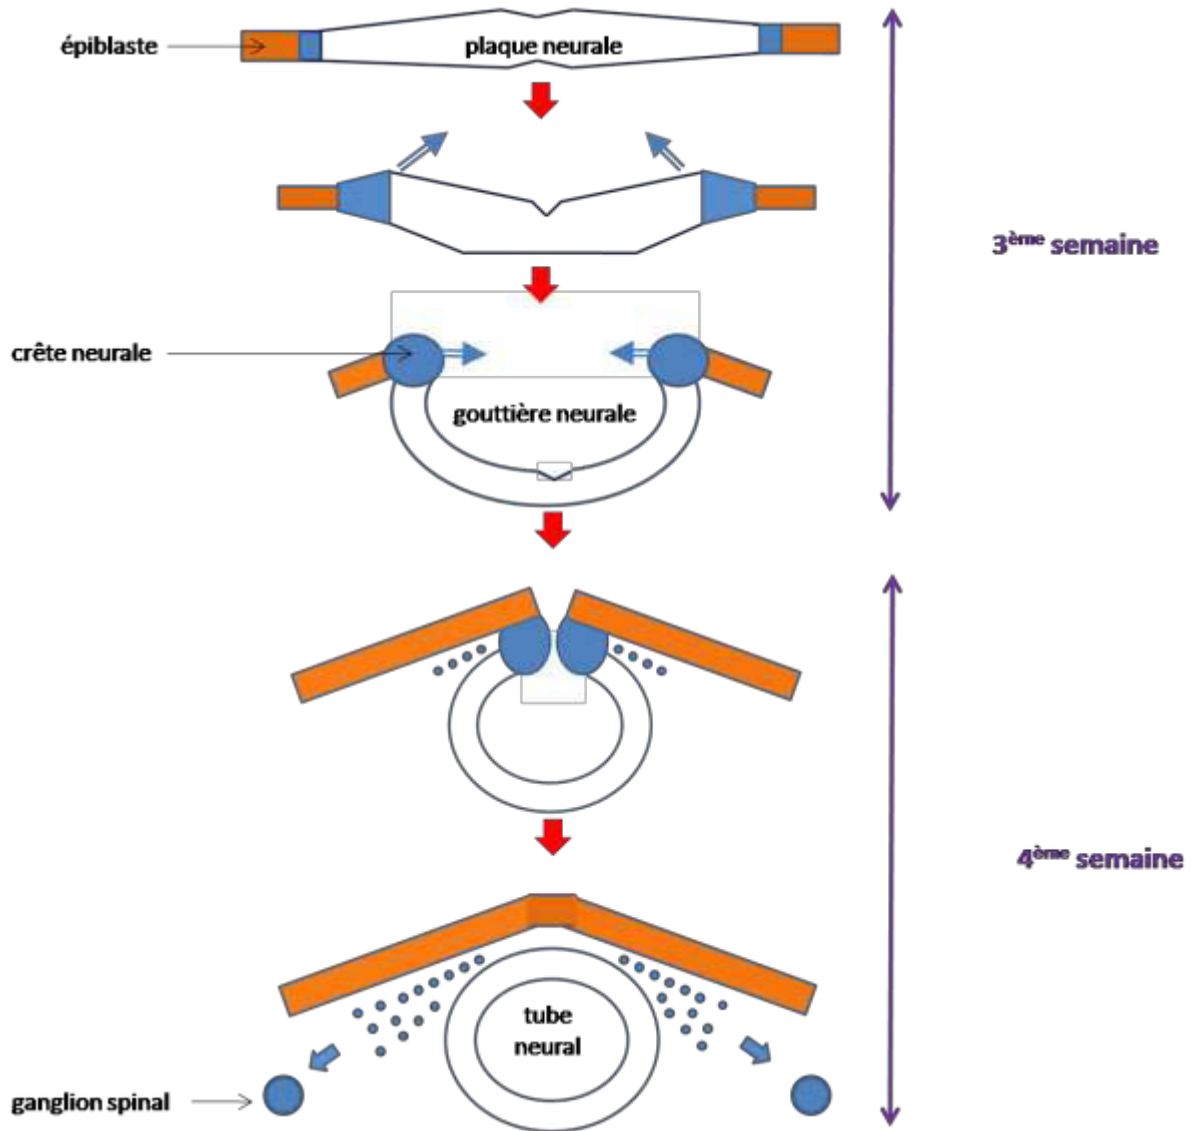 épiblaste
plaque neurale
3ème semaine
crête neurale
gouttière neurale
4ème semaine
tube
neural
ganglion spinal